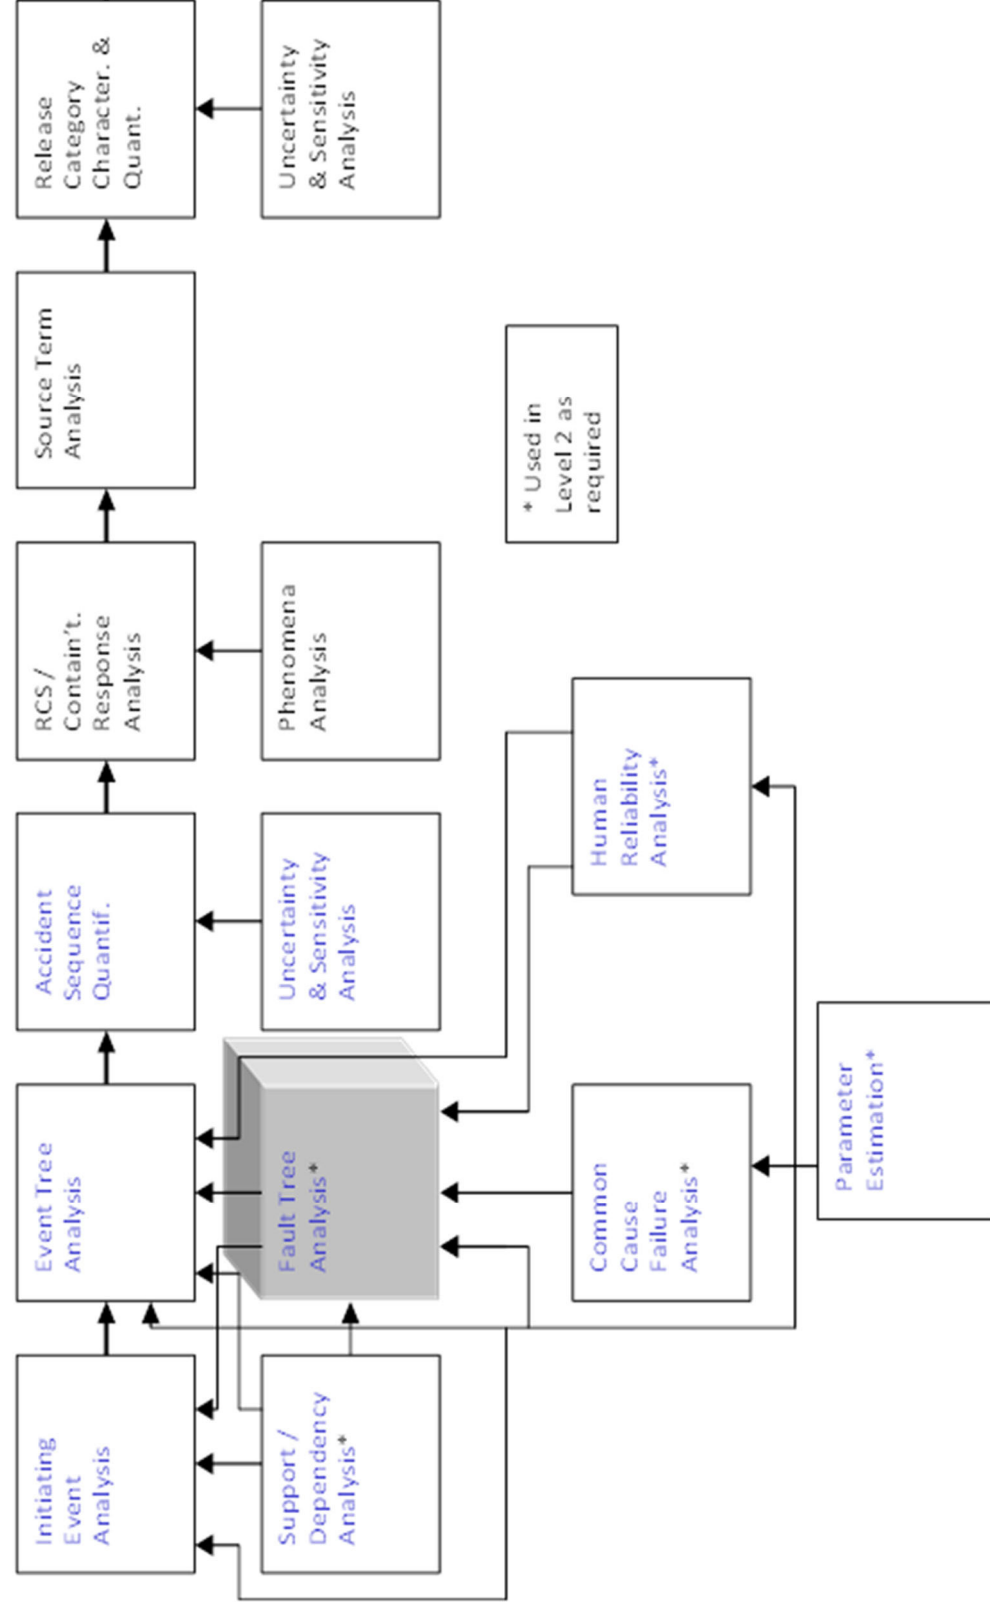 Initiating
Event
Analysis
Event Tree
Analysis
Accident
Sequence
Quantif.
RCS /
Contain't.
Response
Analysis
Source Term
Analysis
Release
Category
Character. &
Quant.
Support /
Dependency
Analysis*
Fault Tree
Analysis*
Uncertainty
& Sensitivity
Analysis
Phenomena
Analysis
Uncertainty
& Sensitivity
Analysis
Common
Cause
Failure
Analysis*
Human
Reliability
Analysis*
* Used in
Level 2 as
required
Parameter
Estimation*